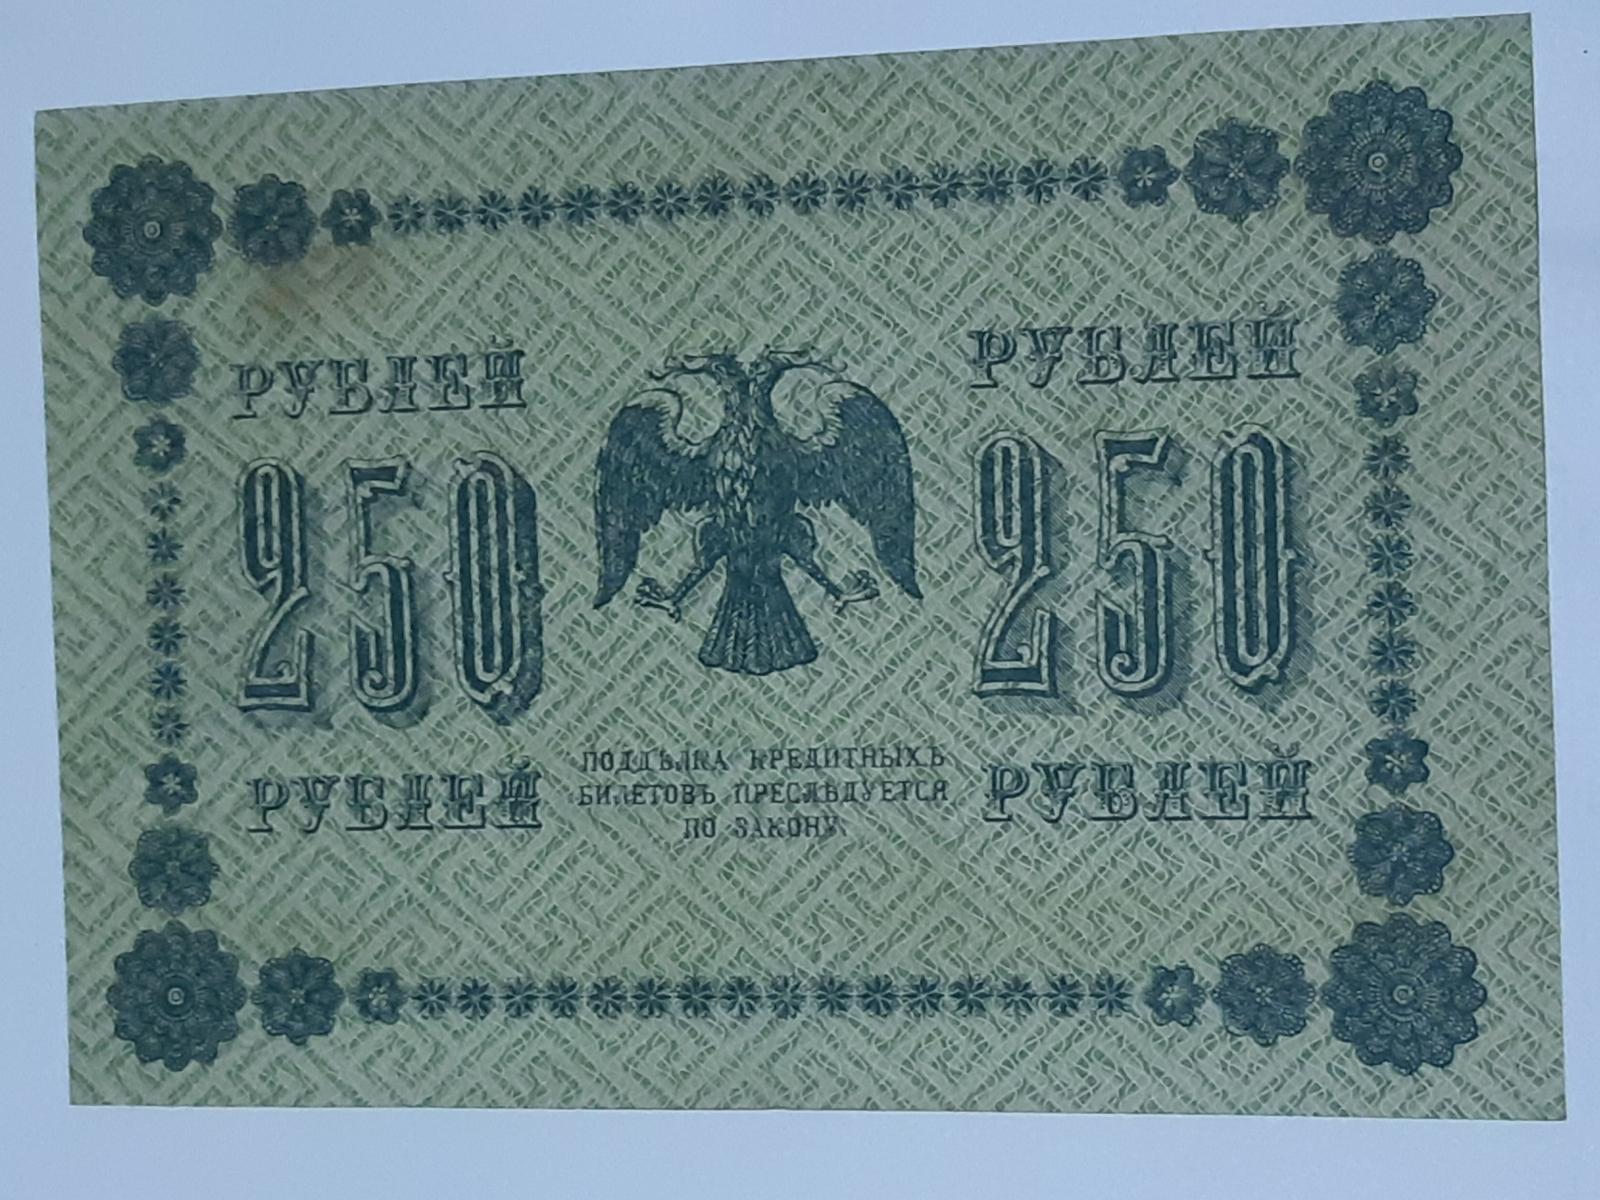 РУБЛЕЙ
250
РУБЛЕЙ
РУБЛЕЙ
250
РУБЛЕЙ
ПОДДѢЛКА КРЕДИТНЫХЪ
БИЛЕТОВЪ ПРЕСЛѢДУЕТСЯ
ПО ЗАКОНУ.